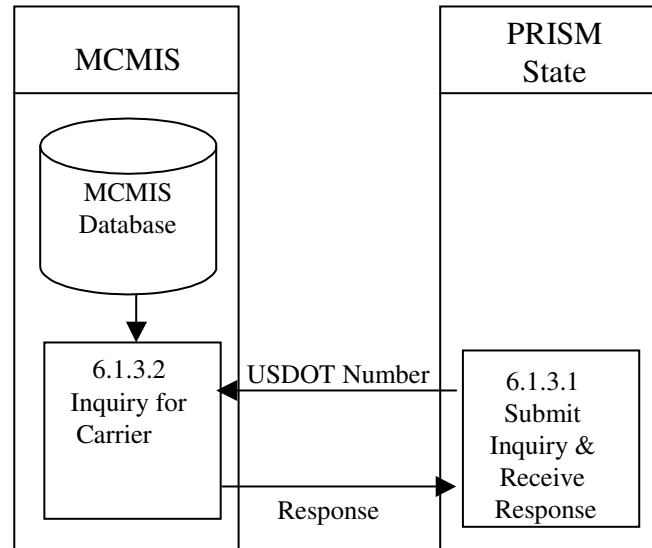 MCMIS
PRISM
State
MCMIS
Database
6.1.3.2
Inquiry for
Carrier
USDOT Number
6.1.3.1
Submit
Inquiry &
Receive
Response
Response